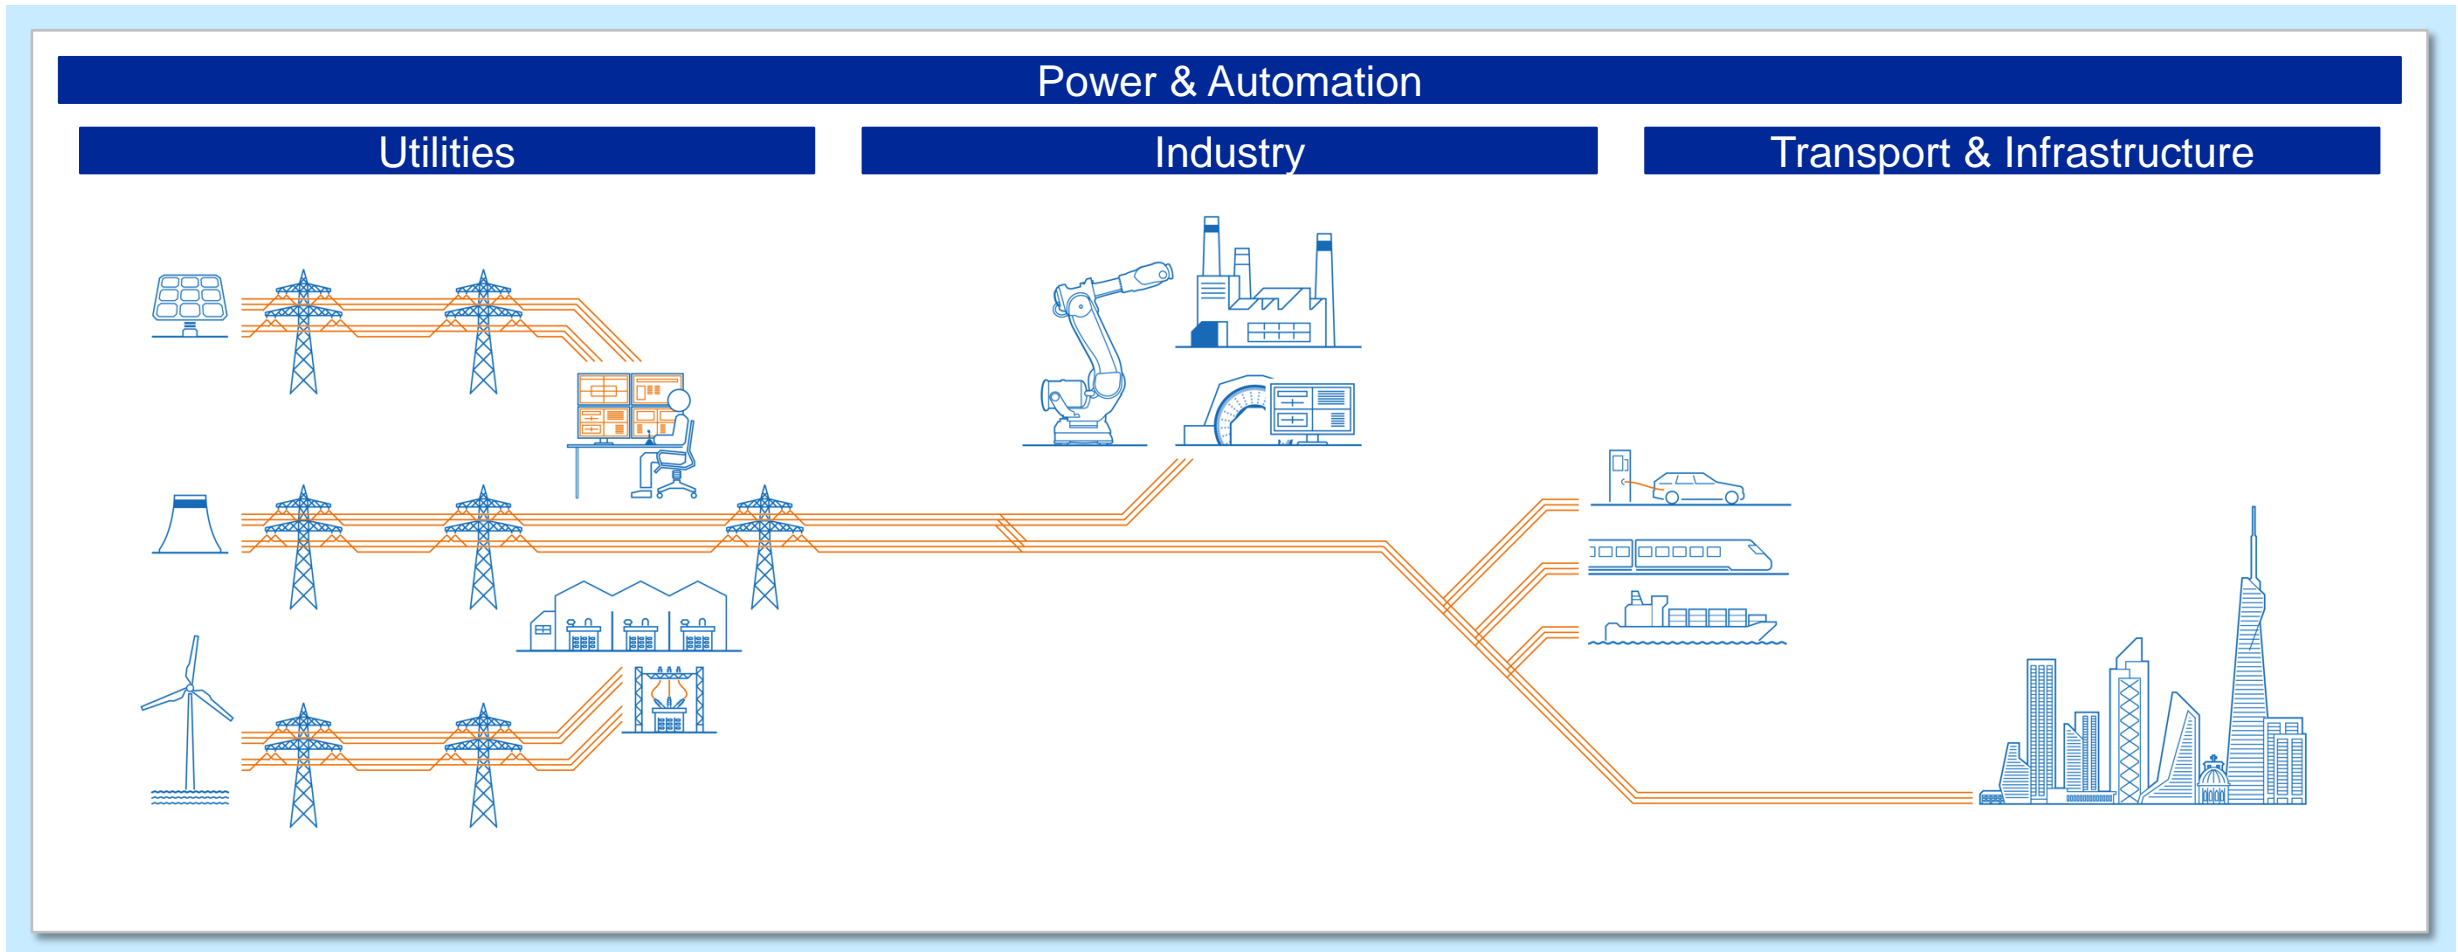 Power & Automation
Utilities
Industry
Transport & Infrastructure